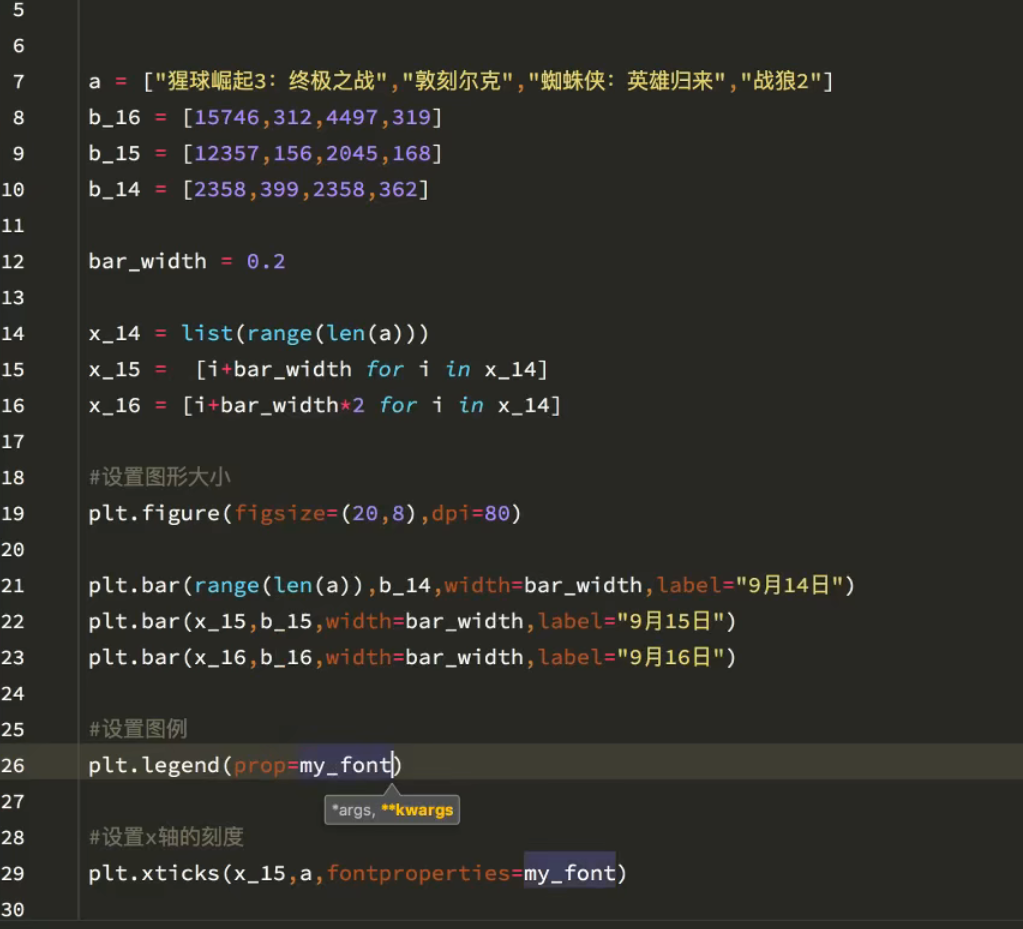 5
6
7 a = ["猩球崛起3：终极之战","敦刻尔克","蜘蛛侠：英雄归来","战狼2"]
8 b_16 = [15746,312,4497,319]
9 b_15 = [12357,156,2045,168]
10 b_14 = [2358,399,2358,362]
11
12 bar_width = 0.2
13
14 x_14 = list(range(len(a)))
15 x_15 =  [i+bar_width for i in x_14]
16 x_16 = [i+bar_width*2 for i in x_14]
17
18 #设置图形大小
19 plt.figure(figsize=(20,8),dpi=80)
20
21 plt.bar(range(len(a)),b_14,width=bar_width,label="9月14日")
22 plt.bar(x_15,b_15,width=bar_width,label="9月15日")
23 plt.bar(x_16,b_16,width=bar_width,label="9月16日")
24
25 #设置图例
26 plt.legend(prop=my_font)
27
*args, **kwargs
28 #设置x轴的刻度
29 plt.xticks(x_15,a,fontproperties=my_font)
30